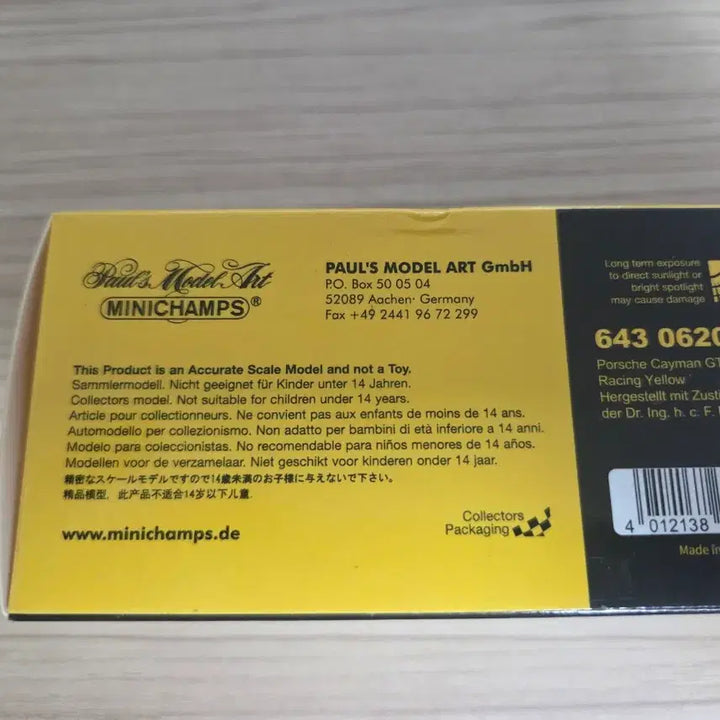 Paul's Model Art
MINICHAMPS®
PAUL'S MODEL ART GmbH
P.O. Box 50 05 04
52089 Aachen· Germany
Fax +49 2441 96 72 299
This Product is an Accurate Scale Model and not a Toy.
Sammlermodell. Nicht geeignet für Kinder unter 14 Jahren.
Collectors model. Not suitable for children under 14 years.
Article pour collectionneurs. Ne convient pas aux enfants de moins de 14 ans.
Automodello per collezionismo. Non adatto per bambini di età inferiore a 14 anni.
Modelo para coleccionistas. No recomendable para niños menores de 14 años.
Modellen voor de verzamelaar. Niet geschikt voor kinderen onder 14 jaar.
精密なスケールモデルですので14歳未満のお子様に与えないで下さい。
精品模型，此产品不适合14岁以下儿童.
www.minichamps.de
Collectors
Packaging
Long term exposure
to direct sunlight or
bright spotlight
may cause damage
643 0620
Porsche Cayman GT
Racing Yellow
Hergestellt mit Zusti
der Dr. Ing. h. c. F.
4 012138
Made in